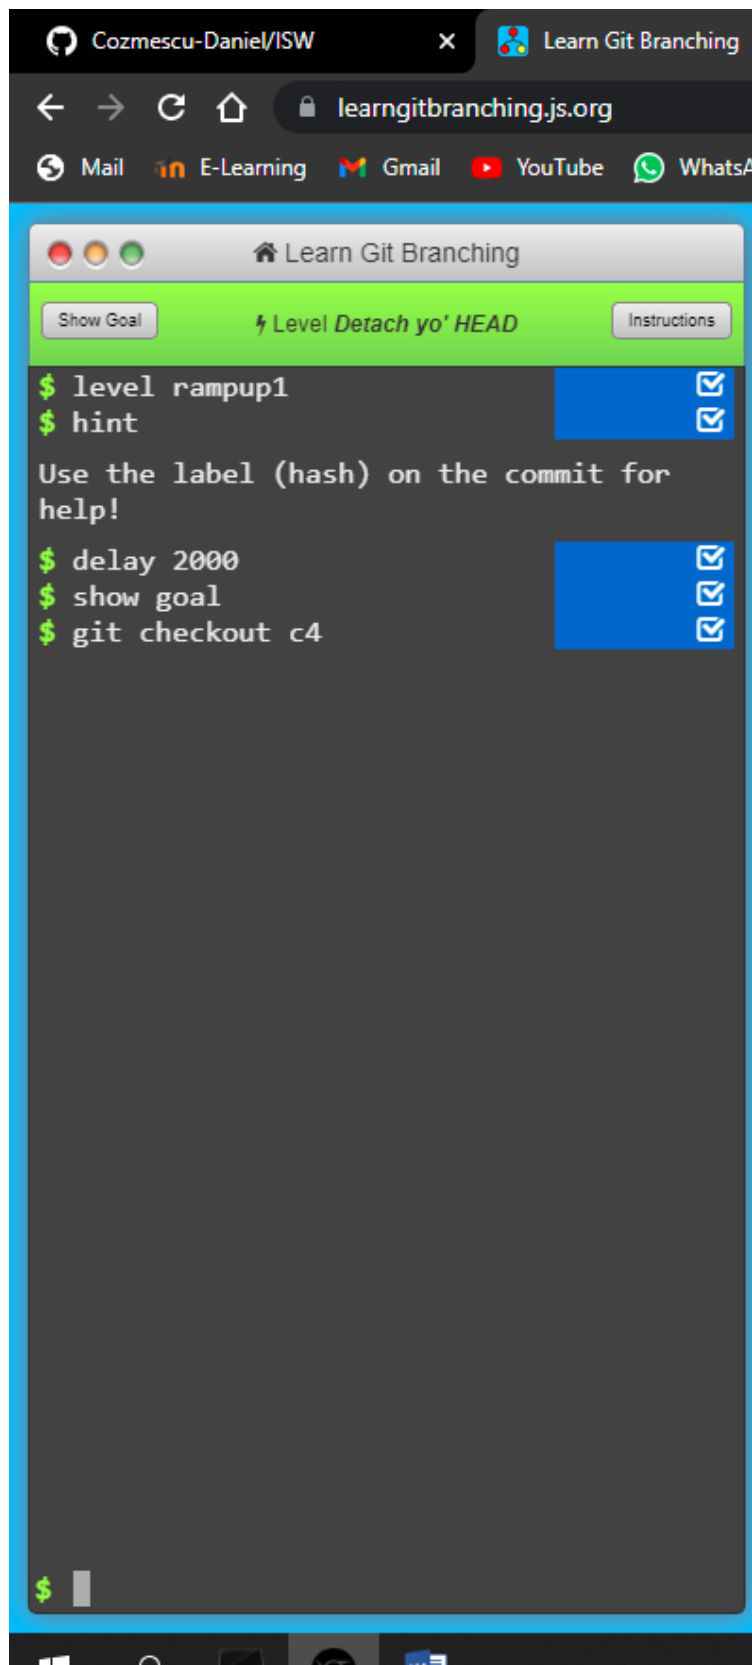 Cozmescu-Daniel/ISW Learn Git Branching
learngitbranching.js.org
Mail E-Learning Gmail YouTube WhatsA
Learn Git Branching
Show Goal Level Detach yo' HEAD Instructions
$ level rampup1
$ hint
Use the label (hash) on the commit for
help!
$ delay 2000
$ show goal
$ git checkout c4
$